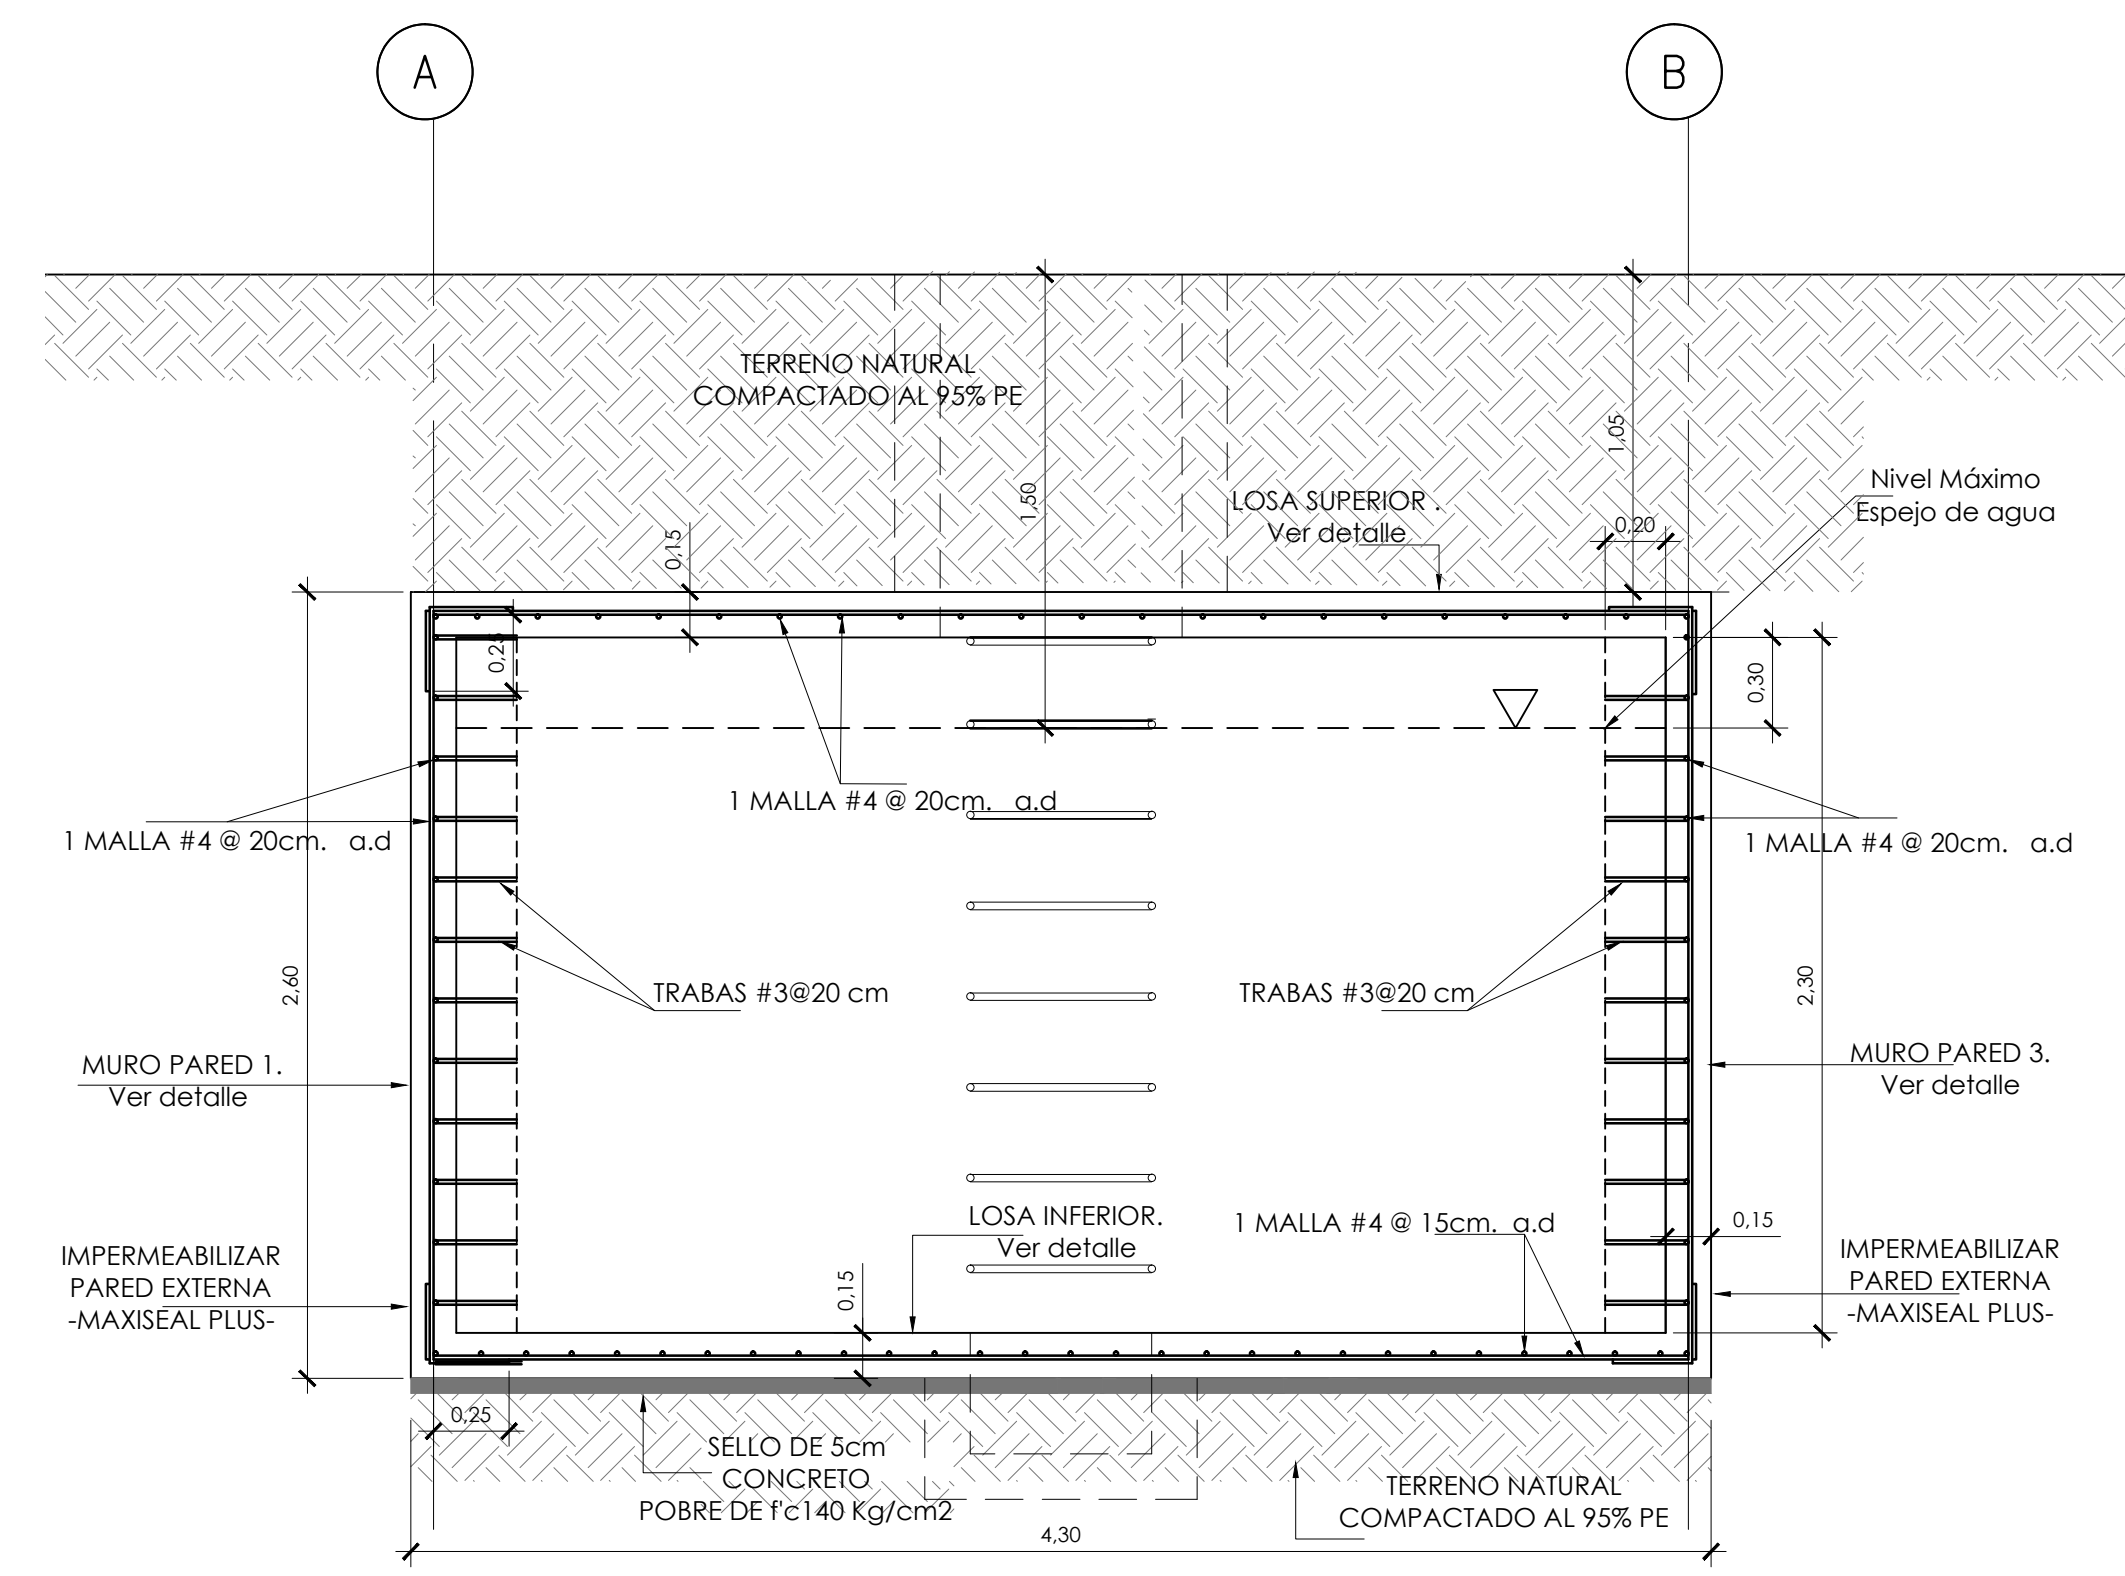 A
B
TERRENO NATURAL
COMPACTADO AL 95% PE
1,05
1,50
Nivel Máximo
Espejo de agua
LOSA SUPERIOR .
Ver detalle
0,20
0,15
0,25
0,30
1 MALLA #4 @ 20cm. a.d
1 MALLA #4 @ 20cm. a.d
1 MALLA #4 @ 20cm. a.d
2,60
TRABAS #3@20 cm
TRABAS #3@20 cm
2,30
MURO PARED 1.
Ver detalle
MURO PARED 3.
Ver detalle
LOSA INFERIOR.
Ver detalle
1 MALLA #4 @ 15cm. a.d
0,15
IMPERMEABILIZAR
PARED EXTERNA
-MAXISEAL PLUS-
0,15
IMPERMEABILIZAR
PARED EXTERNA
-MAXISEAL PLUS-
0,25
SELLO DE 5cm
CONCRETO
POBRE DE f'c140 Kg/cm2
TERRENO NATURAL
COMPACTADO AL 95% PE
4,30